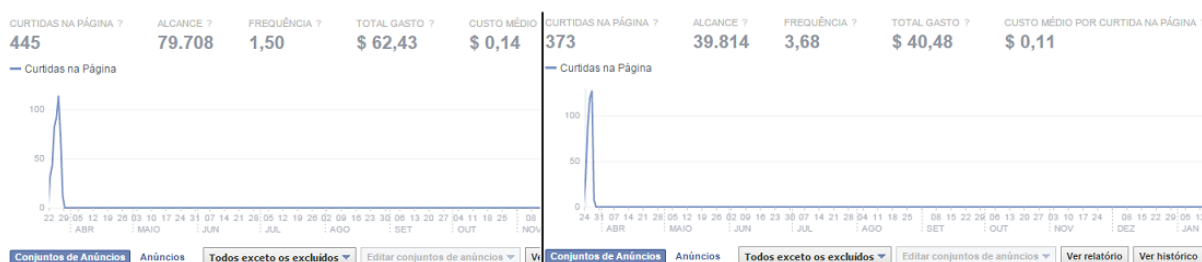 CURTIDAS NA PÁGINA ? ALCANCE ? FREQUÊNCIA ? TOTAL GASTO ? CUSTO MÉDIO
445 79.708 1,50 $ 62,43 $ 0,14
Curtidas na Página
100
50
0
22 29 05 12 19 26 03 10 17 24 31 07 14 21 28 05 12 19 26 02 09 16 23 30 06 13 20 27 04 11 18 25 08
ABR MAIO JUN JUL AGO SET OUT NOV
Conjuntos de Anúncios Anúncios Todos exceto os excluídos Editar conjuntos de anúncios Ve
CURTIDAS NA PÁGINA ? ALCANCE ? FREQUÊNCIA ? TOTAL GASTO ? CUSTO MÉDIO POR CURTIDA NA PÁGINA ?
373 39.814 3,68 $ 40,48 $ 0,11
Curtidas na Página
100
50
0
24 31 07 14 21 28 05 12 19 26 02 09 16 23 30 07 14 21 28 04 11 18 25 08 15 22 29 06 13 20 27 03 10 17 24 08 15 22 29 05 12
ABR MAIO JUN JUL AGO SET OUT NOV DEZ JAN
Conjuntos de Anúncios Anúncios Todos exceto os excluídos Editar conjuntos de anúncios Ver relatório Ver histórico